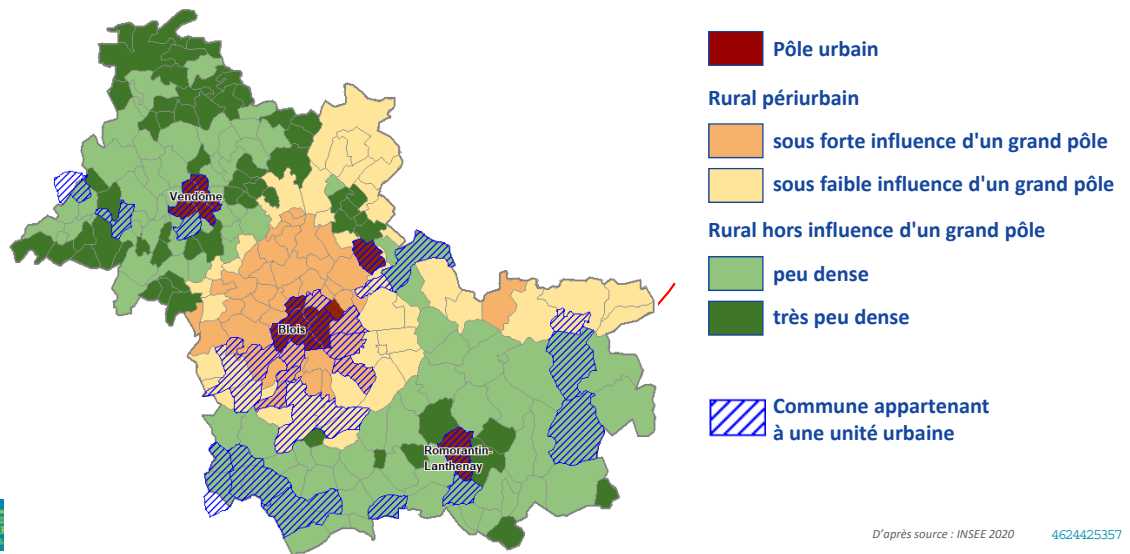 Pôle urbain
Rural périurbain
sous forte influence d'un grand pôle
sous faible influence d'un grand pôle
Rural hors influence d'un grand pôle
peu dense
très peu dense
Commune appartenant
à une unité urbaine
Vendôme
Blois
Romorantin-
Lanthenay
D'après source : INSEE 2020
4624425357